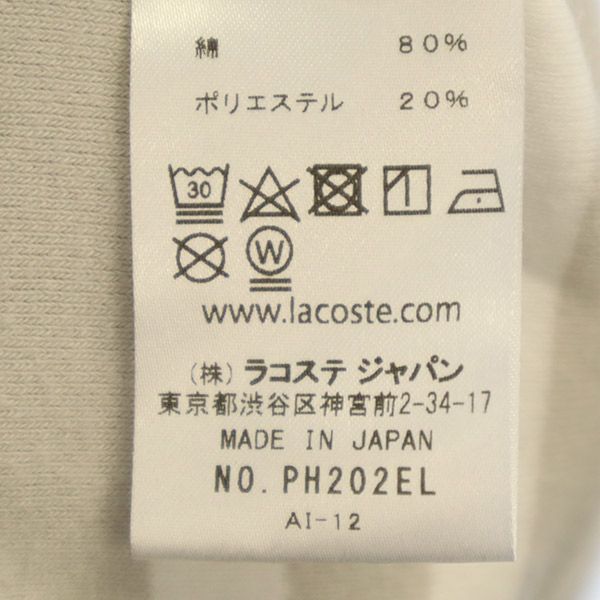 綿 80%
ポリエステル 20%
30
W
www.lacoste.com
(株) ラコステ ジャパン
東京都渋谷区神宮前2-34-17
MADE IN JAPAN
NO. PH202EL
AI-12